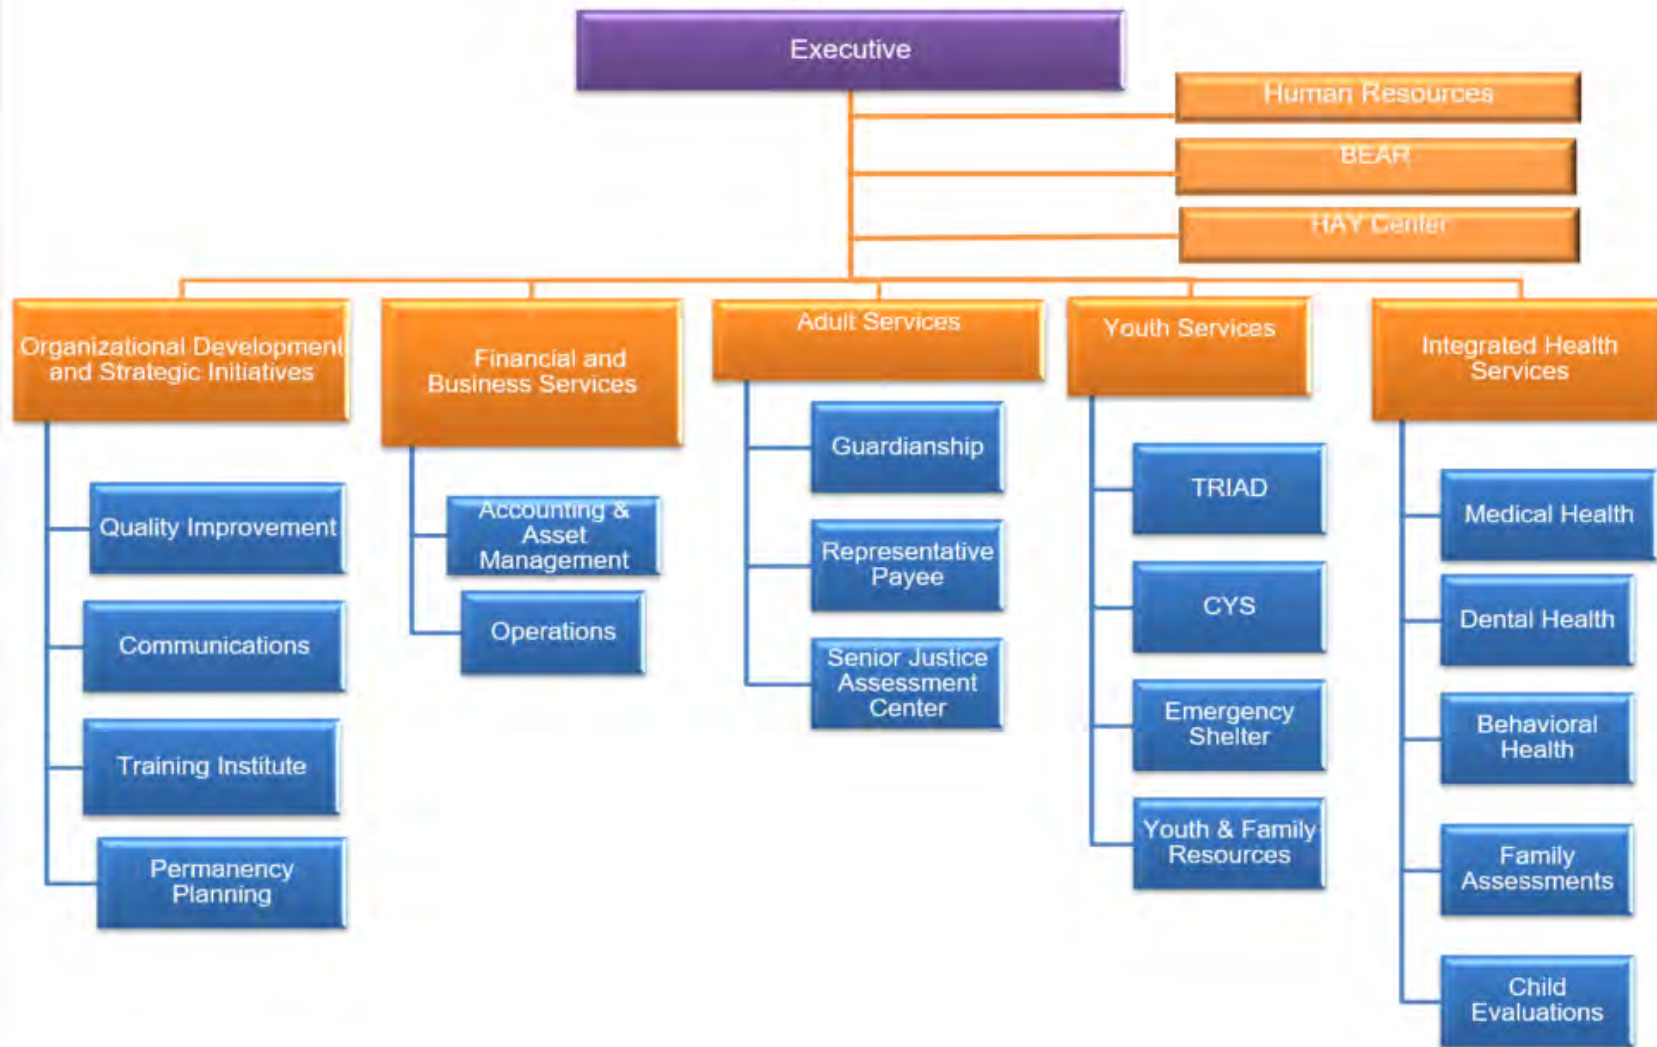 Executive
Human Resources
BEAR
HAY Center
Organizational Development
and Strategic Initiatives
Quality Improvement
Communications
Training Institute
Permanency
Planning
Financial and
Business Services
Accounting &
Asset
Management
Operations
Adult Services
Guardianship
Representative
Payee
Senior Justice
Assessment
Center
Youth Services
TRIAD
CYS
Emergency
Shelter
Youth & Family
Resources
Integrated Health
Services
Medical Health
Dental Health
Behavioral
Health
Family
Assessments
Child
Evaluations